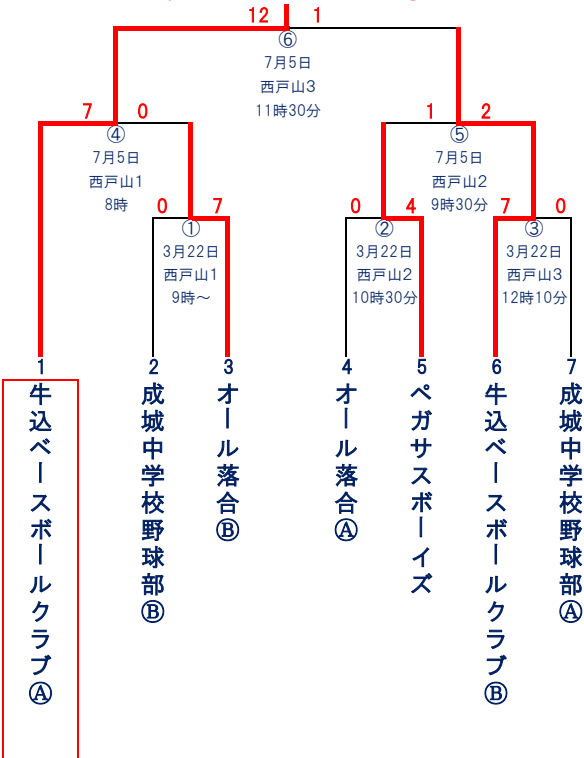 12 1
⑥
7月5日
西戸山3
11時30分
7 0
④
7月5日
西戸山1
8時
1 2
⑤
7月5日
西戸山2
9時30分
0 7
①
3月22日
西戸山1
9時～
0 4
②
3月22日
西戸山2
10時30分
7 0
③
3月22日
西戸山3
12時10分
1
牛込ベースボールクラブⒶ
2
成城中学校野球部Ⓑ
3
オール落合Ⓑ
4
オール落合Ⓐ
5
ペガサスボーイズ
6
牛込ベースボールクラブⒷ
7
成城中学校野球部Ⓐ